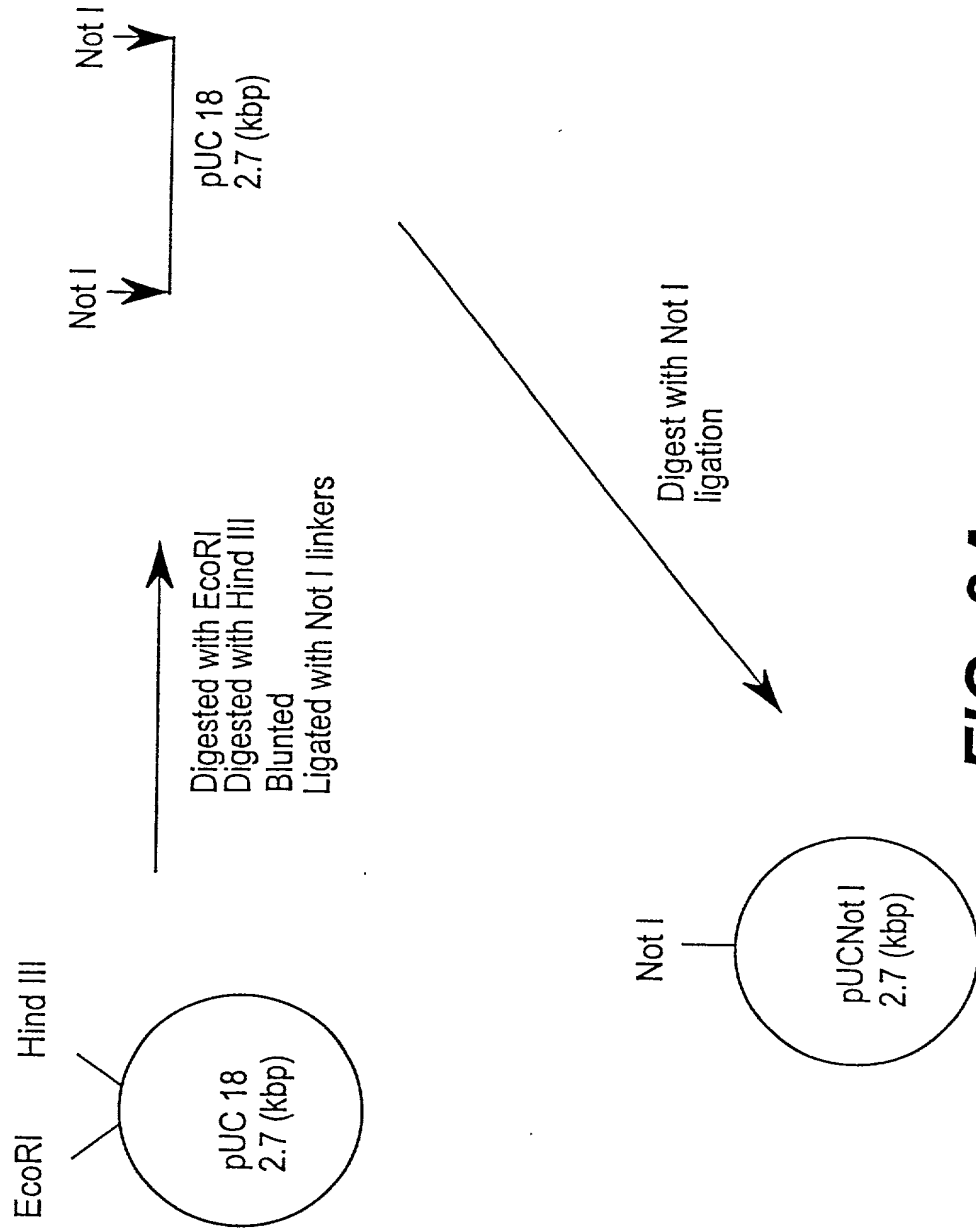 EcoRI
Hind III
pUC 18
2.7 (kbp)
Digested with EcoRI
Digested with Hind III
Blunted
Ligated with Not I linkers
Not I
Not I
pUC 18
2.7 (kbp)
Digest with Not I
ligation
Not I
pUCNot I
2.7 (kbp)
FIG.